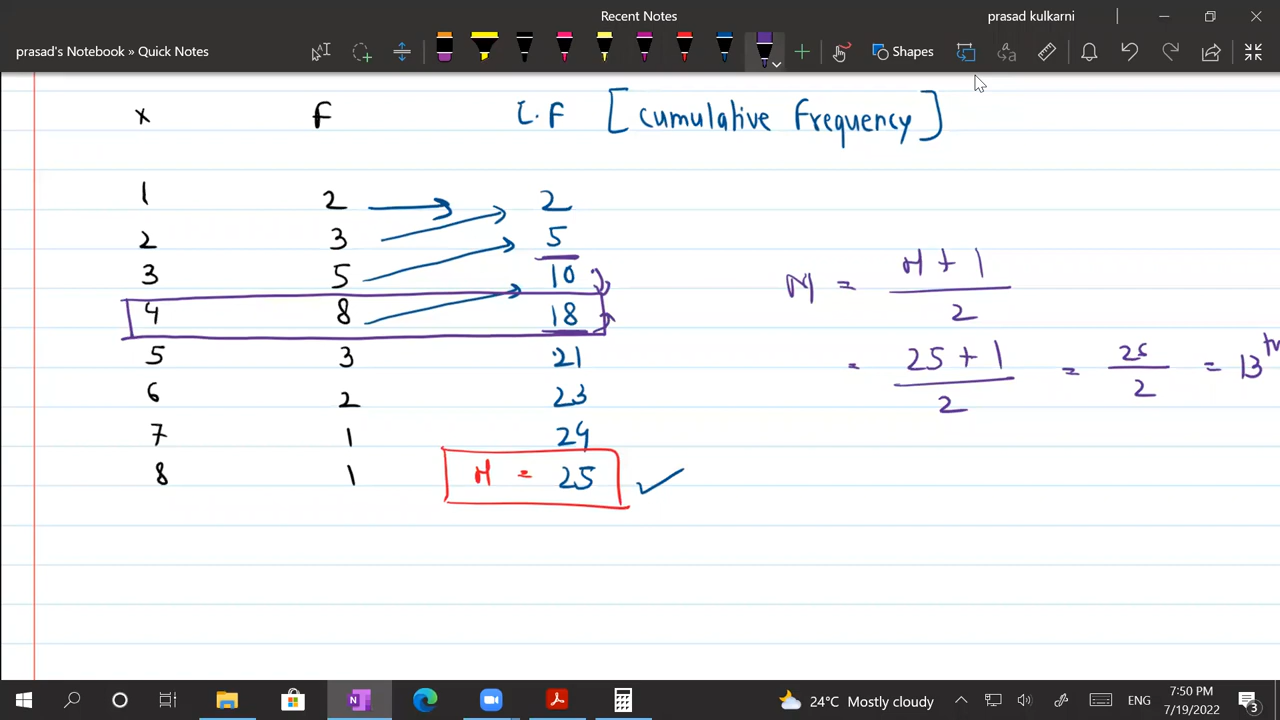 Recent Notes
prasad kulkarni
prasad's Notebook » Quick Notes
Shapes
x F C.F [cumulative frequency]
1 2 2
2 3 5
3 5 10
4 8 18
5 3 21
6 2 23
7 1 24
8 1 N = 25
M = N + 1 / 2
= 25 + 1 / 2 = 26 / 2 = 13th
24°C Mostly cloudy
ENG
7:50 PM
7/19/2022
3